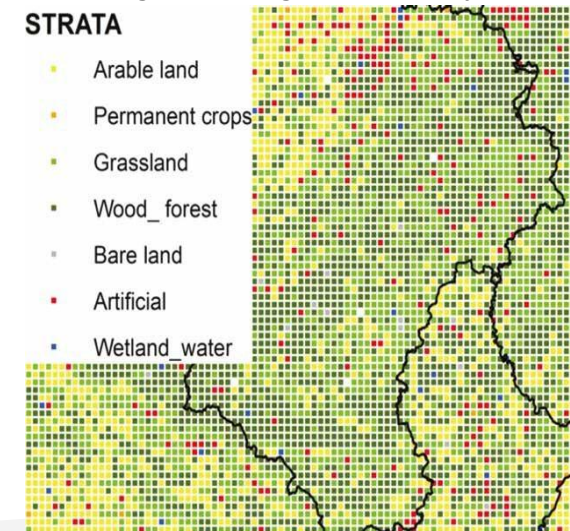 STRATA
Arable land
Permanent crops
Grassland
Wood_ forest
Bare land
Artificial
Wetland_water